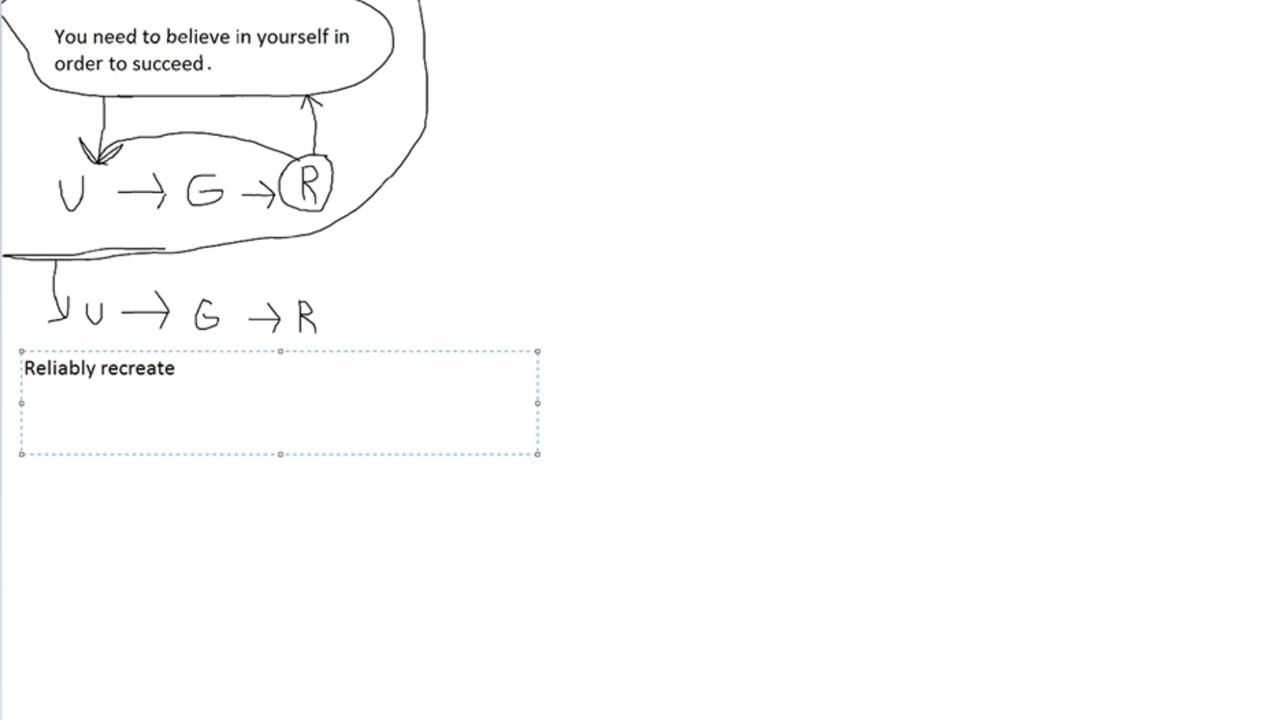 You need to believe in yourself in
order to succeed.
U → G → R
U → G → R
Reliably recreate